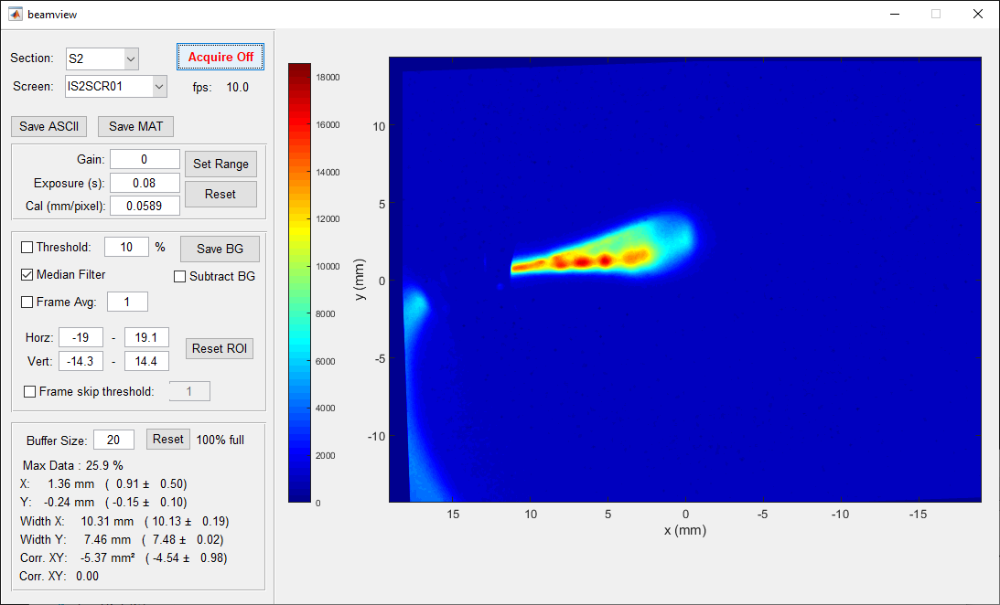 beamview
Section: S2 Acquire Off
Screen: IS2SCR01 fps: 10.0
Save ASCII Save MAT
Gain: 0 Set Range
Exposure (s): 0.08
Cal (mm/pixel): 0.0589 Reset
Threshold: 10 % Save BG
Median Filter Subtract BG
Frame Avg: 1
Horz: -19 - 19.1
Vert: -14.3 - 14.4 Reset ROI
Frame skip threshold: 1
Buffer Size: 20 Reset 100% full
Max Data : 25.9 %
X: 1.36 mm ( 0.91 ± 0.50)
Y: -0.24 mm ( -0.15 ± 0.10)
Width X: 10.31 mm ( 10.13 ± 0.19)
Width Y: 7.46 mm ( 7.48 ± 0.02)
Corr. XY: -5.37 mm² ( -4.54 ± 0.98)
Corr. XY: 0.00
18000
16000
14000
12000
10000
8000
6000
4000
2000
0
y (mm)
10
5
0
-5
-10
15 10 5 0 -5 -10 -15
x (mm)